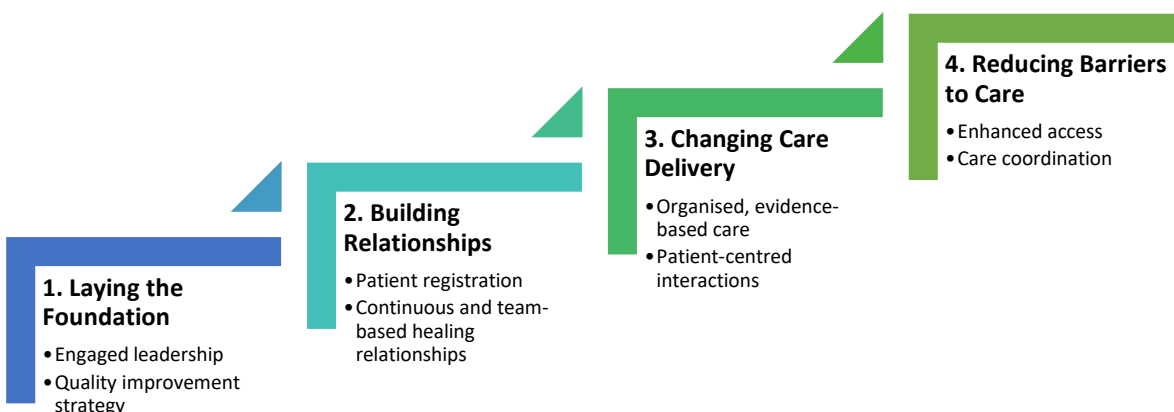 1. Laying the
Foundation
•Engaged leadership
•Quality improvement
strategy
2. Building
Relationships
•Patient registration
•Continuous and team-
based healing
relationships
3. Changing Care
Delivery
•Organised, evidence-
based care
•Patient-centred
interactions
4. Reducing Barriers
to Care
•Enhanced access
•Care coordination